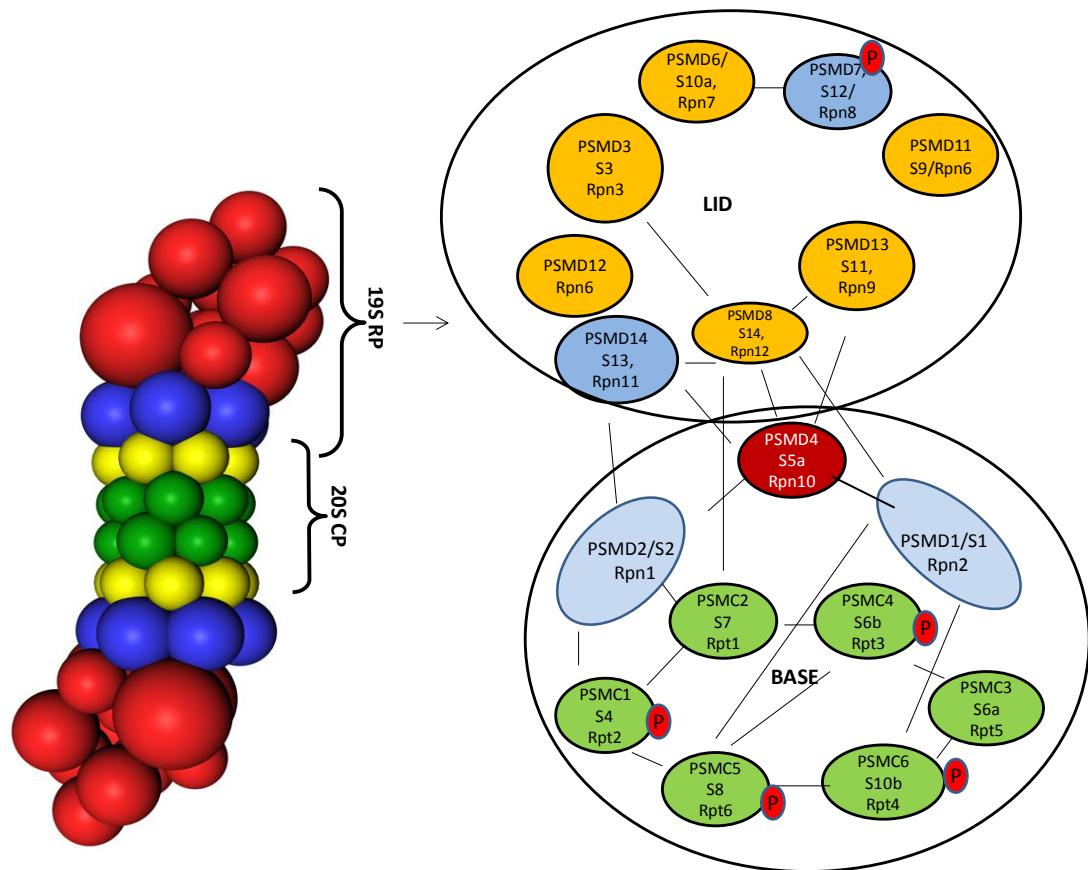 19S RP
20S CP
PSMD6/
S10a,
Rpn7
P
PSMD7,
S12/
Rpn8
PSMD11
S9/Rpn6
PSMD3
S3
Rpn3
LID
PSMD13
S11,
Rpn9
PSMD12
Rpn6
PSMD8
S14,
Rpn12
PSMD14
S13,
Rpn11
PSMD4
S5a
Rpn10
PSMD2/S2
Rpn1
PSMD1/S1
Rpn2
PSMC2
S7
Rpt1
PSMC4
S6b
Rpt3
P
BASE
PSMC1
S4
Rpt2
P
PSMC3
S6a
Rpt5
PSMC5
S8
Rpt6
P
PSMC6
S10b
Rpt4
P